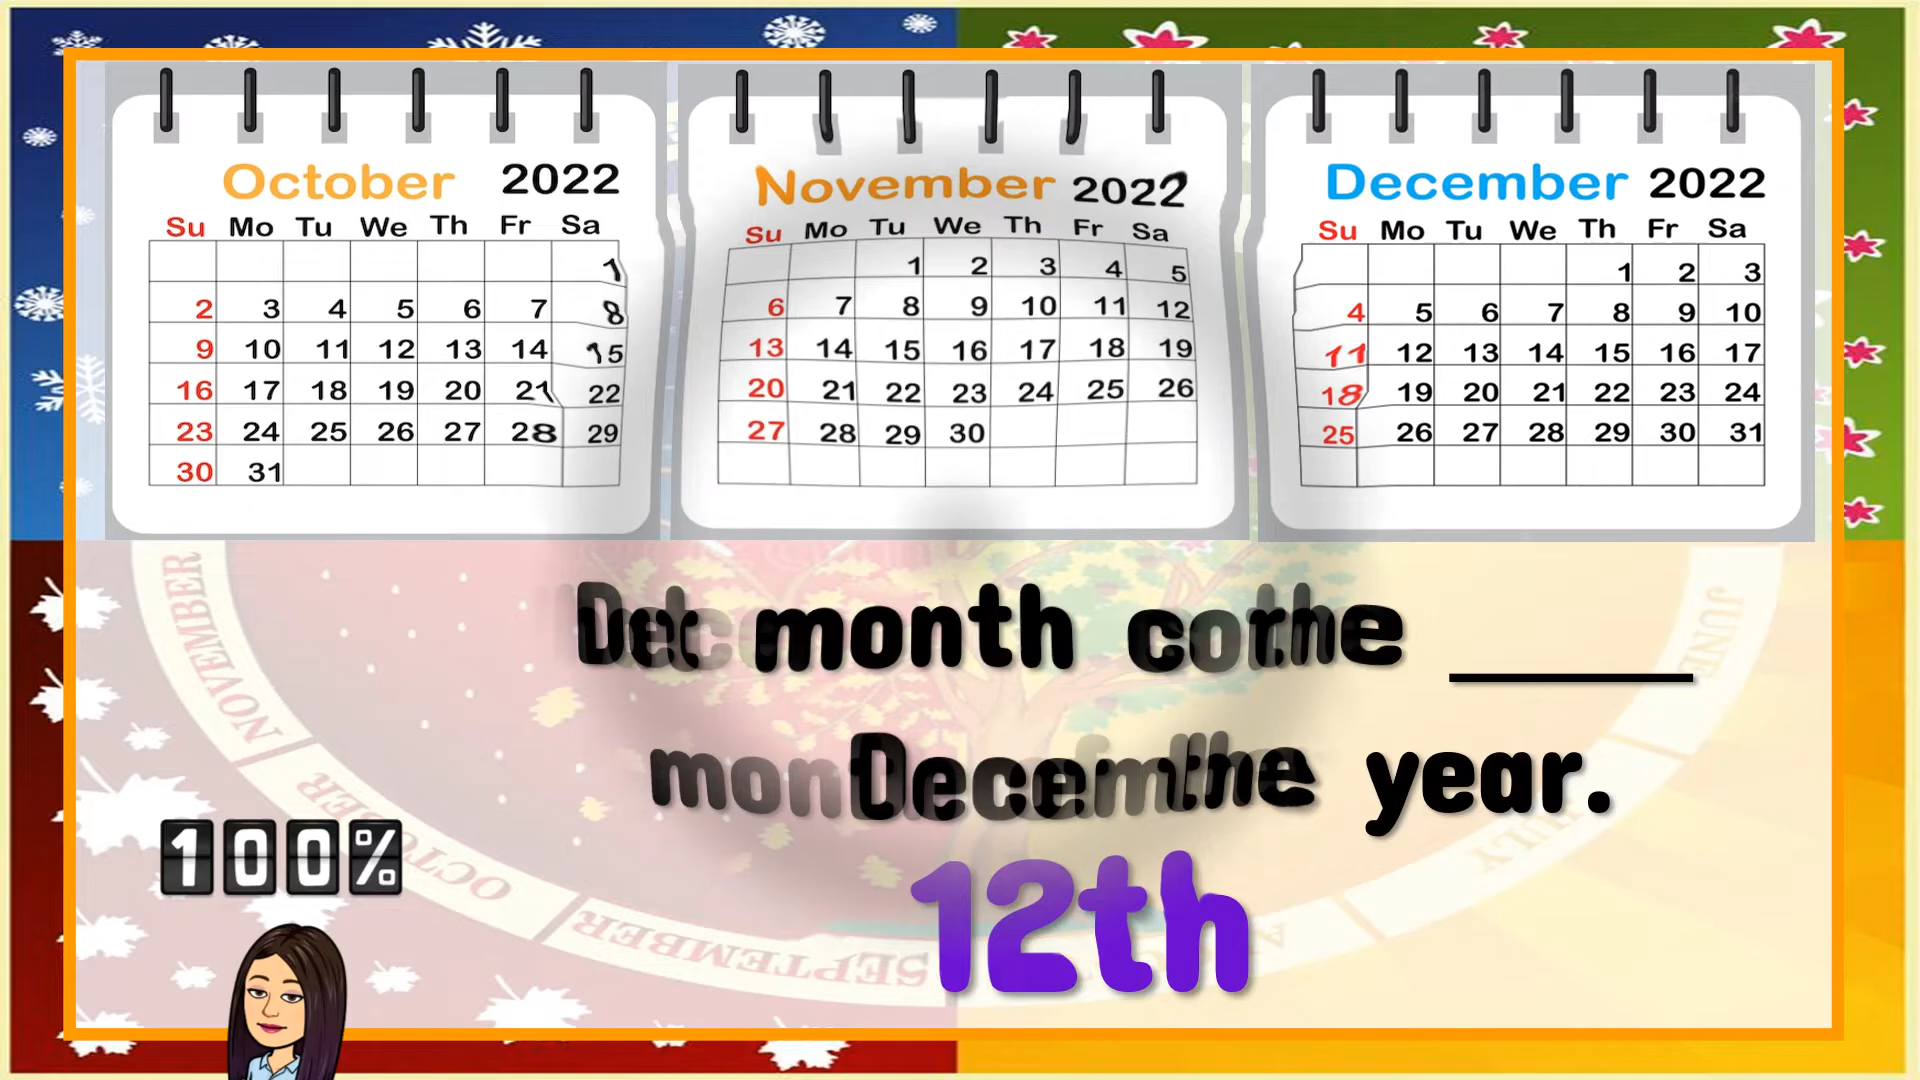 October 2022
Su Mo Tu We Th Fr Sa
1
2 3 4 5 6 7 8
9 10 11 12 13 14 15
16 17 18 19 20 21 22
23 24 25 26 27 28 29
30 31
November 2022
Su Mo Tu We Th Fr Sa
1 2 3 4 5
6 7 8 9 10 11 12
13 14 15 16 17 18 19
20 21 22 23 24 25 26
27 28 29 30
December 2022
Su Mo Tu We Th Fr Sa
1 2 3
4 5 6 7 8 9 10
11 12 13 14 15 16 17
18 19 20 21 22 23 24
25 26 27 28 29 30 31
month
year.
12th
100%
NOVEMBER
OCTOBER
SEPTEMBER
JULY
JUNE